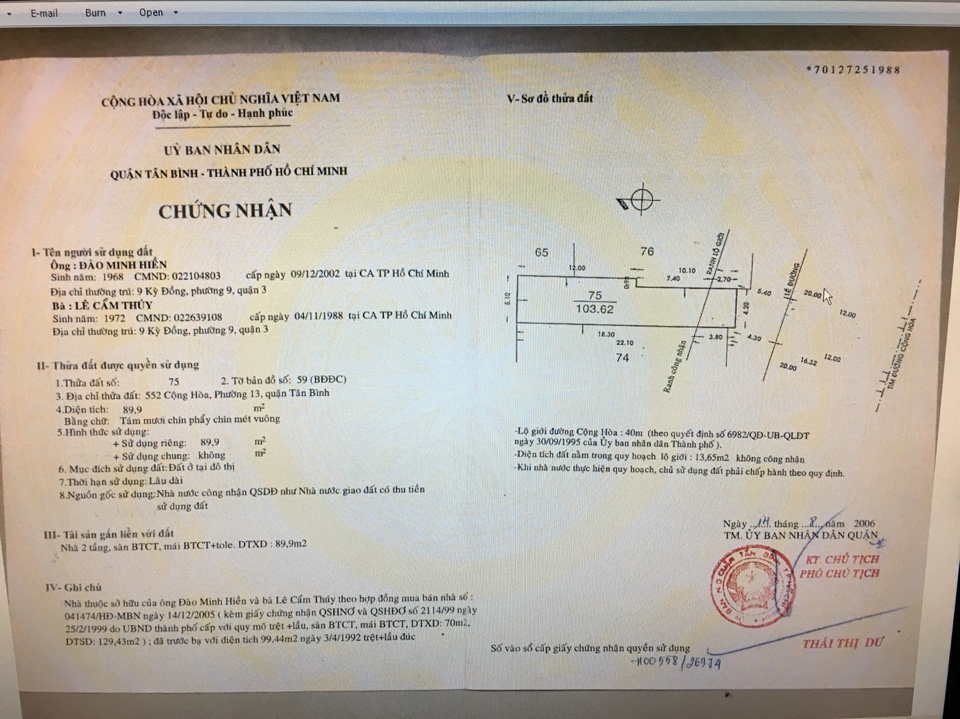 E-mail Burn Open
CỘNG HÒA XÃ HỘI CHỦ NGHĨA VIỆT NAM
Độc lập - Tự do - Hạnh phúc
UỶ BAN NHÂN DÂN
QUẬN TÂN BÌNH - THÀNH PHỐ HỒ CHÍ MINH
CHỨNG NHẬN
I- Tên người sử dụng đất
Ông : ĐÀO MINH HIỀN
Sinh năm: 1968 CMND: 022104803 cấp ngày 09/12/2002 tại CA TP Hồ Chí Minh
Địa chỉ thường trú: 9 Kỳ Đồng, phường 9, quận 3
Bà : LÊ CẨM THÚY
Sinh năm : 1972 CMND: 022639108 cấp ngày 04/11/1988 tại CA TP Hồ Chí Minh
Địa chỉ thường trú: 9 Kỳ Đồng, phường 9, quận 3
II- Thửa đất được quyền sử dụng
1.Thửa đất số: 75 2. Tờ bản đồ số: 59 (BĐĐC)
3. Địa chỉ thửa đất: 552 Cộng Hòa, Phường 13, quận Tân Bình
4.Diện tích: 89,9 m2
Bằng chữ: Tám mươi chín phẩy chín mét vuông
5.Hình thức sử dụng:
+ Sử dụng riêng: 89,9 m2
+ Sử dụng chung: không m2
6. Mục đích sử dụng đất:Đất ở tại đô thị
7.Thời hạn sử dụng: Lâu dài
8.Nguồn gốc sử dụng:Nhà nước công nhận QSDĐ như Nhà nước giao đất có thu tiền
sử dụng đất
III- Tài sản gắn liền với đất
Nhà 2 tầng, sàn BTCT, mái BTCT+tole. DTXD : 89,9m2
IV- Ghi chú
Nhà thuộc sở hữu của ông Đào Minh Hiền và bà Lê Cẩm Thúy theo hợp đồng mua bán nhà số :
041474/HĐ-MBN ngày 14/12/2005 ( kèm giấy chứng nhận QSHNƠ và QSHĐƠ số 2114/99 ngày
25/2/1999 do UBND thành phố cấp với quy mô trệt +lầu, sàn BTCT, mái BTCT, DTXD: 70m2,
DTSD: 129,43m2 ) ; đã trước bạ với diện tích 99,44m2 ngày 3/4/1992 trệt+lầu đúc
*70127251988
V- Sơ đồ thửa đất
65
76
12.00
7.40
10.10
RANH LỘ GIỚI
2.70
5.10
75
103.62
4.20
5.40
LỀ ĐƯỜNG
20.00
12.00
18.30
22.10
74
3.80
4.30
Ranh công nhận
20.00
16.32
12.00
TIM ĐƯỜNG CỘNG HÒA
-Lộ giới đường Cộng Hòa : 40m (theo quyết định số 6982/QĐ-UB-QLĐT
ngày 30/09/1995 của Ủy ban nhân dân Thành phố ).
-Diện tích đất nằm trong quy hoạch lộ giới : 13,65m2 không công nhận
-Khi nhà nước thực hiện quy hoạch, chủ sử dụng đất phải chấp hành theo quy định.
Ngày 14 tháng 8 năm 2006
TM. ỦY BAN NHÂN DÂN QUẬN
KT. CHỦ TỊCH
PHÓ CHỦ TỊCH
THÁI THỊ DƯ
Số vào sổ cấp giấy chứng nhận quyền sử dụng